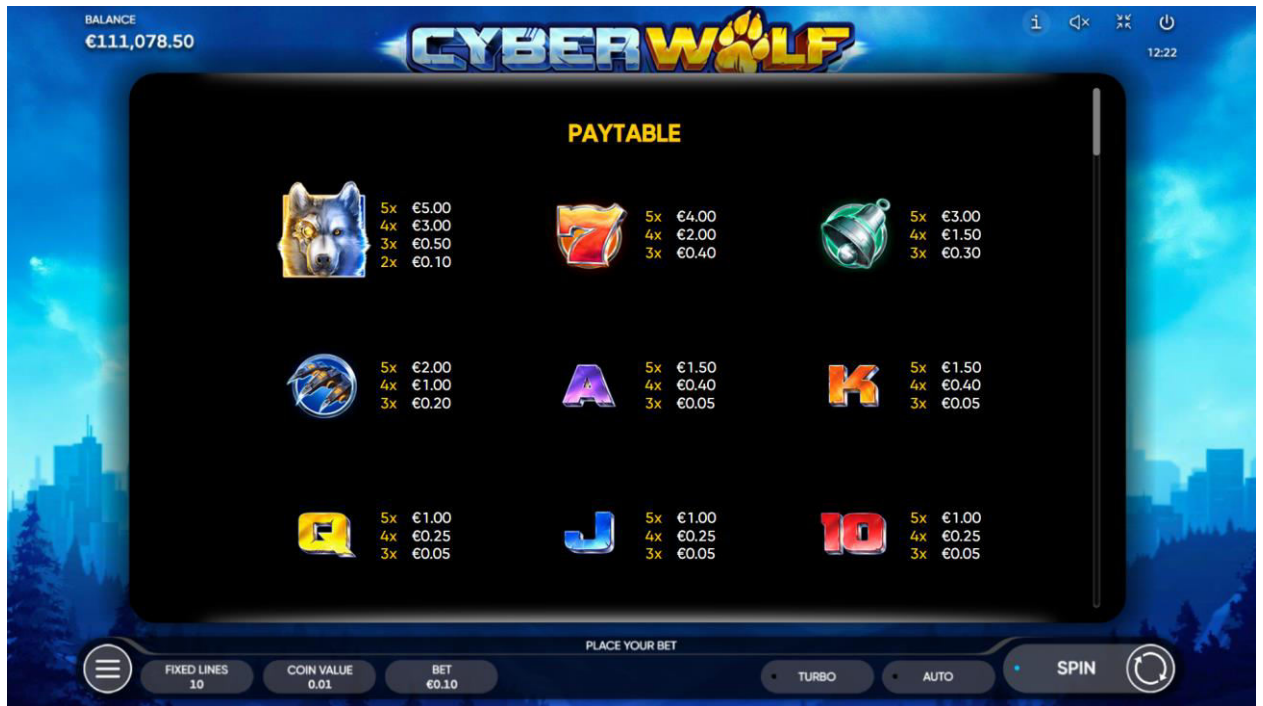 BALANCE
€111,078.50
CYBER WOLF
i
12:22
PAYTABLE
5x €5.00
4x €3.00
3x €0.50
2x €0.10
7
5x €4.00
4x €2.00
3x €0.40
5x €3.00
4x €1.50
3x €0.30
5x €2.00
4x €1.00
3x €0.20
A
5x €1.50
4x €0.40
3x €0.05
K
5x €1.50
4x €0.40
3x €0.05
Q
5x €1.00
4x €0.25
3x €0.05
J
5x €1.00
4x €0.25
3x €0.05
10
5x €1.00
4x €0.25
3x €0.05
PLACE YOUR BET
FIXED LINES
10
COIN VALUE
0.01
BET
€0.10
TURBO
AUTO
SPIN